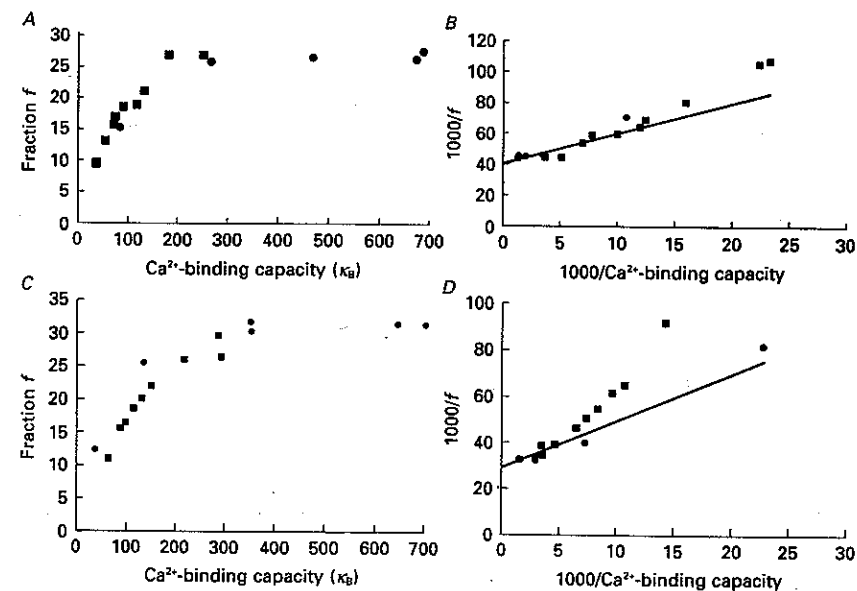 A
Fraction f
30
25
20
15
10
5
0
0 100 200 300 400 500 600 700
Ca²⁺-binding capacity (κB)
B
1000/f
120
100
80
60
40
20
0
0 5 10 15 20 25 30
1000/Ca²⁺-binding capacity
C
Fraction f
35
30
25
20
15
10
5
0
0 100 200 300 400 500 600 700
Ca²⁺-binding capacity (κB)
D
1000/f
100
80
60
40
20
0
0 5 10 15 20 25 30
1000/Ca²⁺-binding capacity